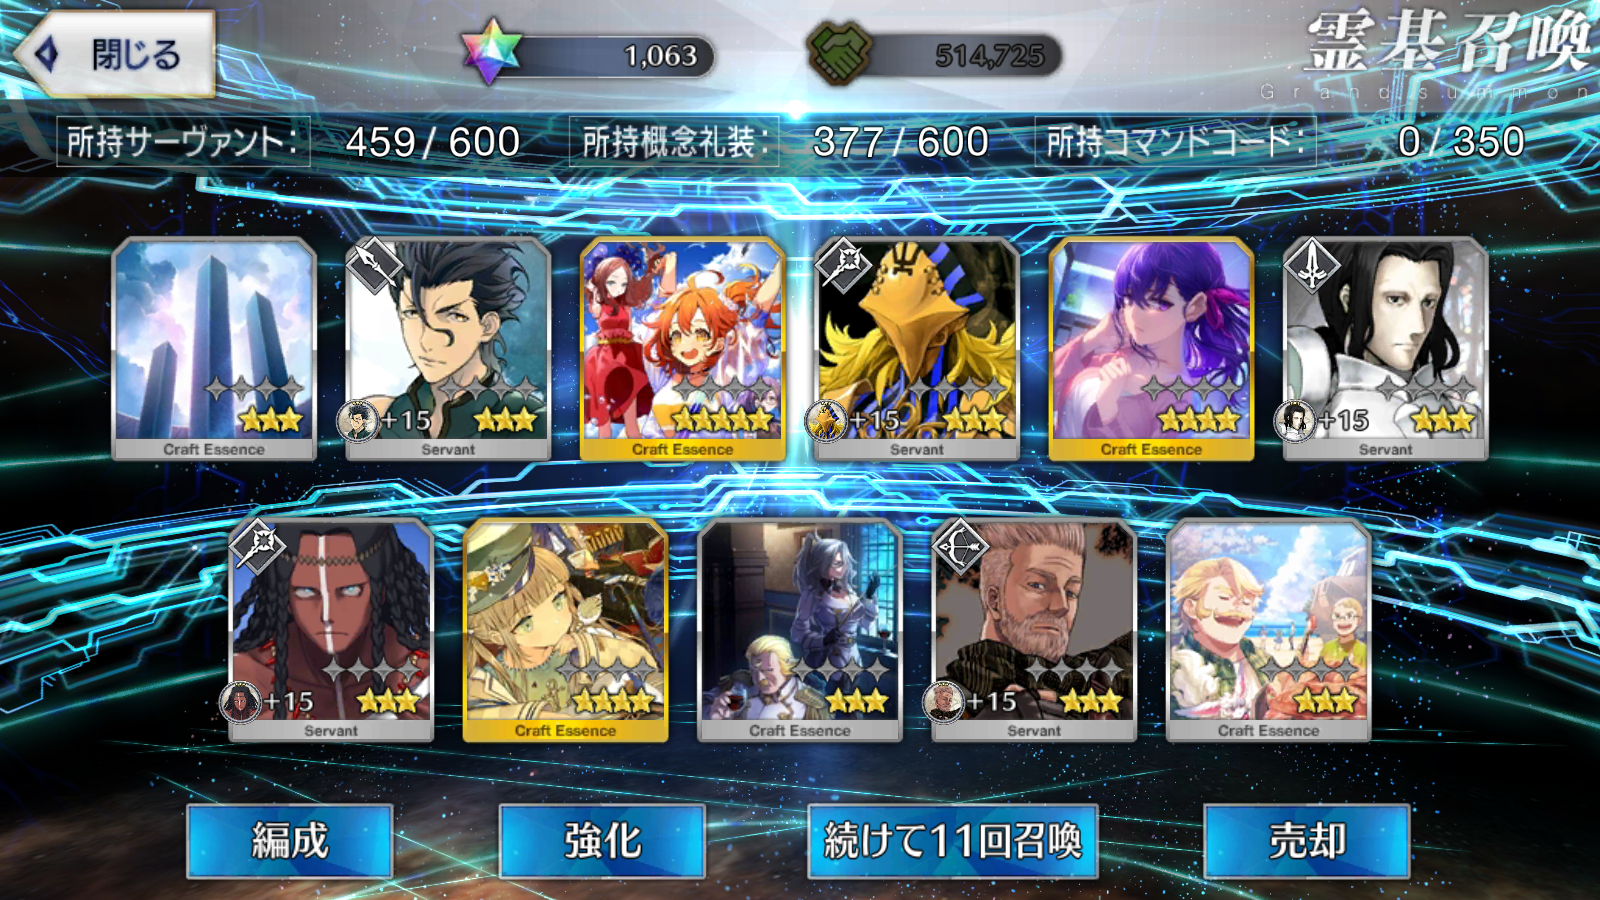 閉じる
1,063
514,725
霊基召喚
Grand summon
所持サーヴァント: 459 / 600
所持概念礼装: 377 / 600
所持コマンドコード: 0 / 350
+15
+15
+15
Craft Essence
Servant
Craft Essence
Servant
Craft Essence
Servant
+15
+15
Servant
Craft Essence
Craft Essence
Servant
Craft Essence
編成
強化
続けて11回召喚
売却